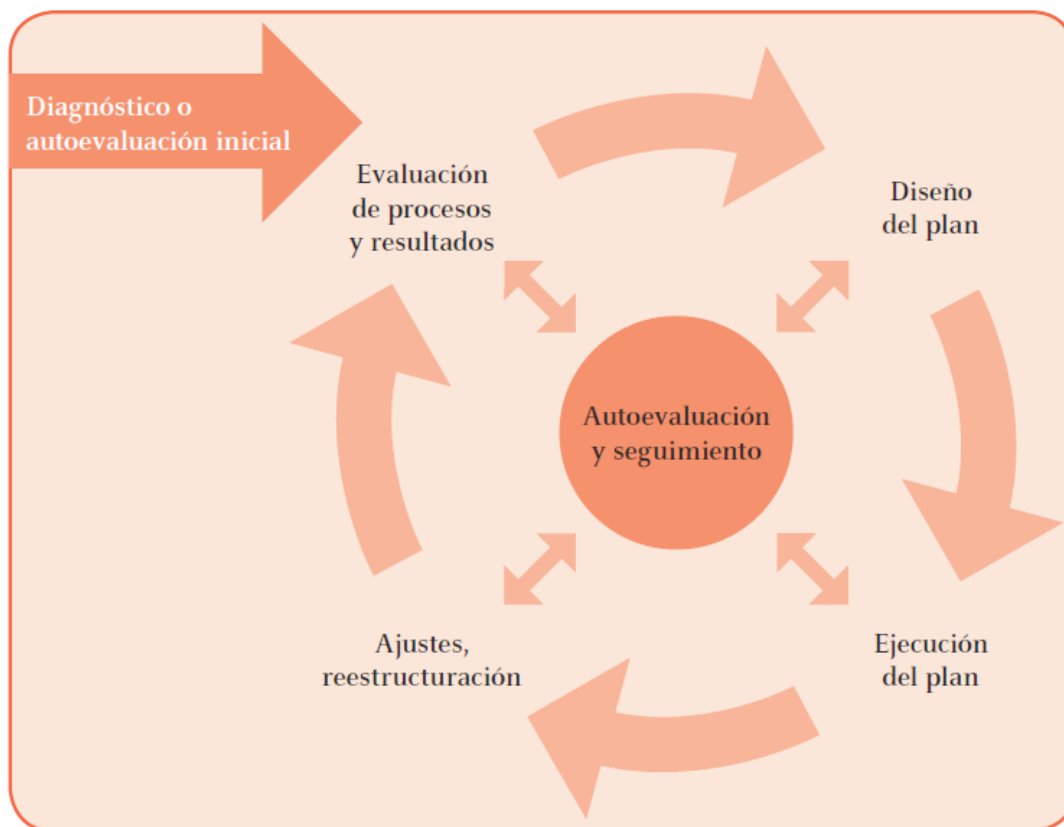 Diagnóstico o
autoevaluación inicial
Evaluación
de procesos
y resultados
Diseño
del plan
Autoevaluación
y seguimiento
Ajustes,
reestructuración
Ejecución
del plan